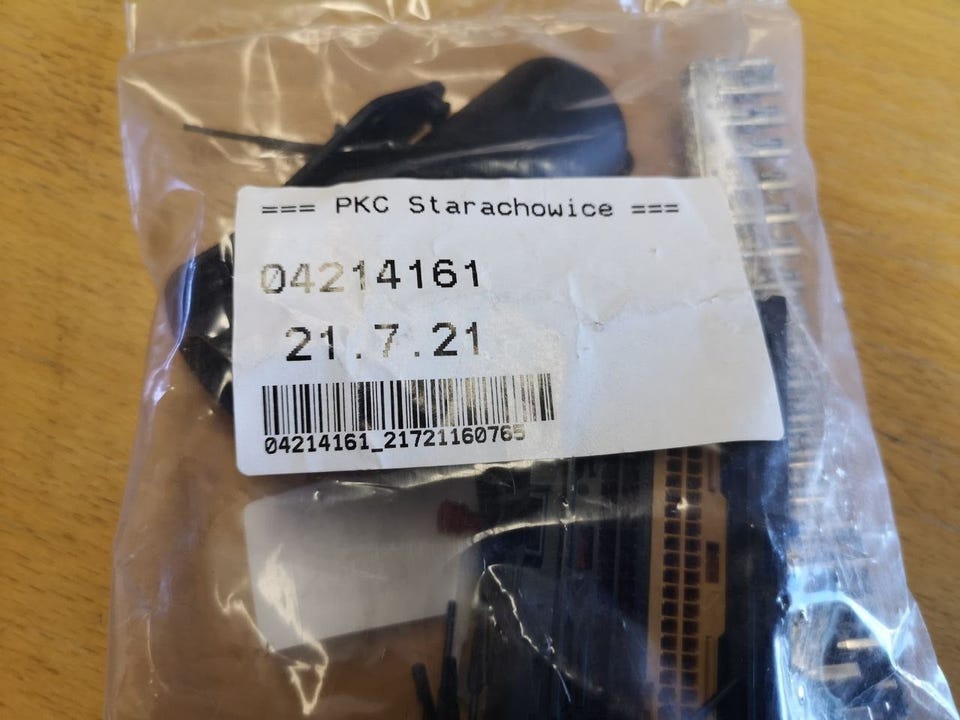 === PKC Starachowice ===
04214161
21.7.21
04214161_21721160765